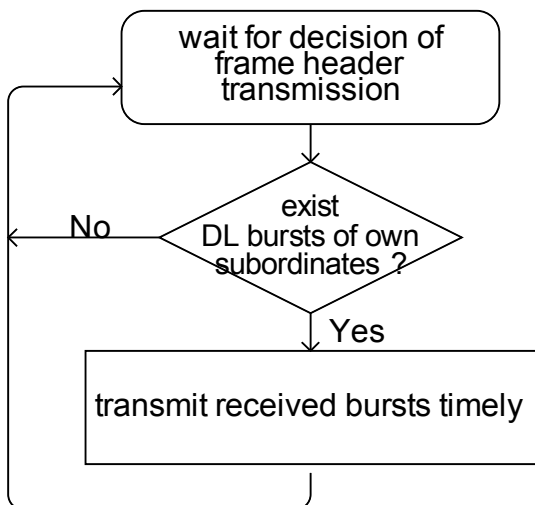 wait for decision of
frame header
transmission
exist
DL bursts of own
subordinates ?
No
Yes
transmit received bursts timely